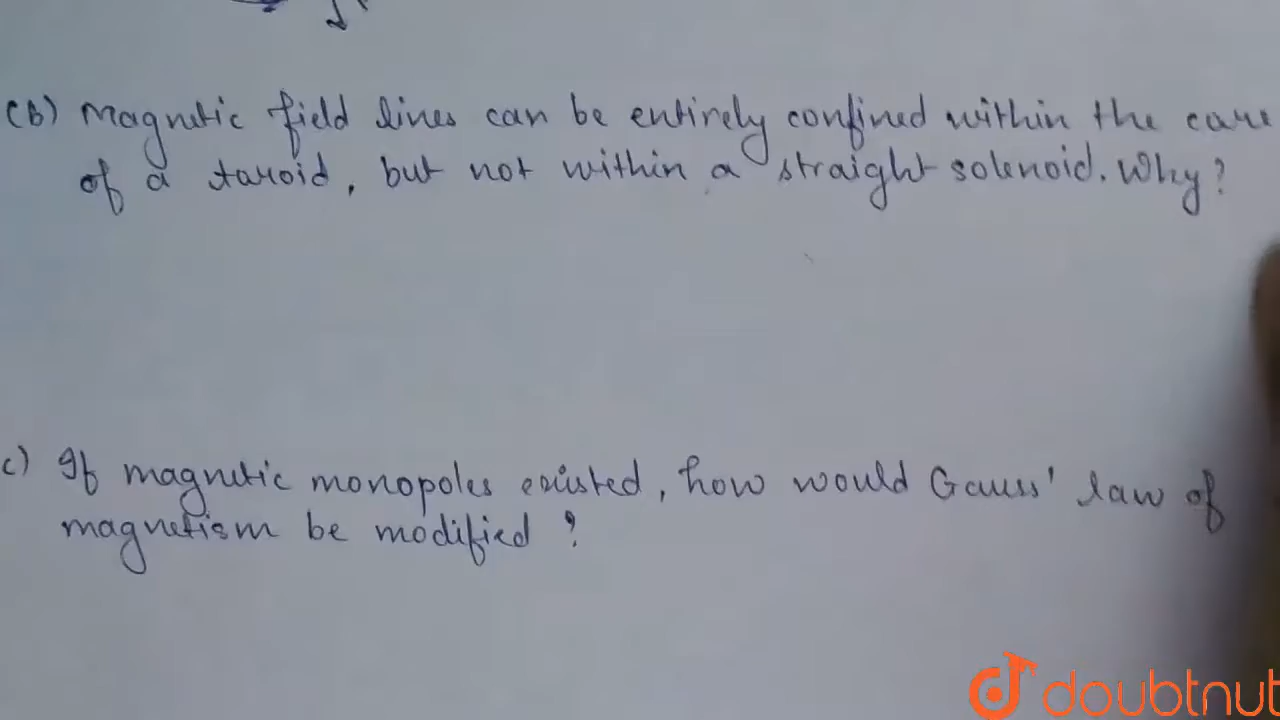 (b) Magnetic field lines can be entirely confined within the core
of a toroid, but not within a straight solenoid. Why?
c) If magnetic monopoles existed, how would Gauss' law of
magnetism be modified ?
doubtnut